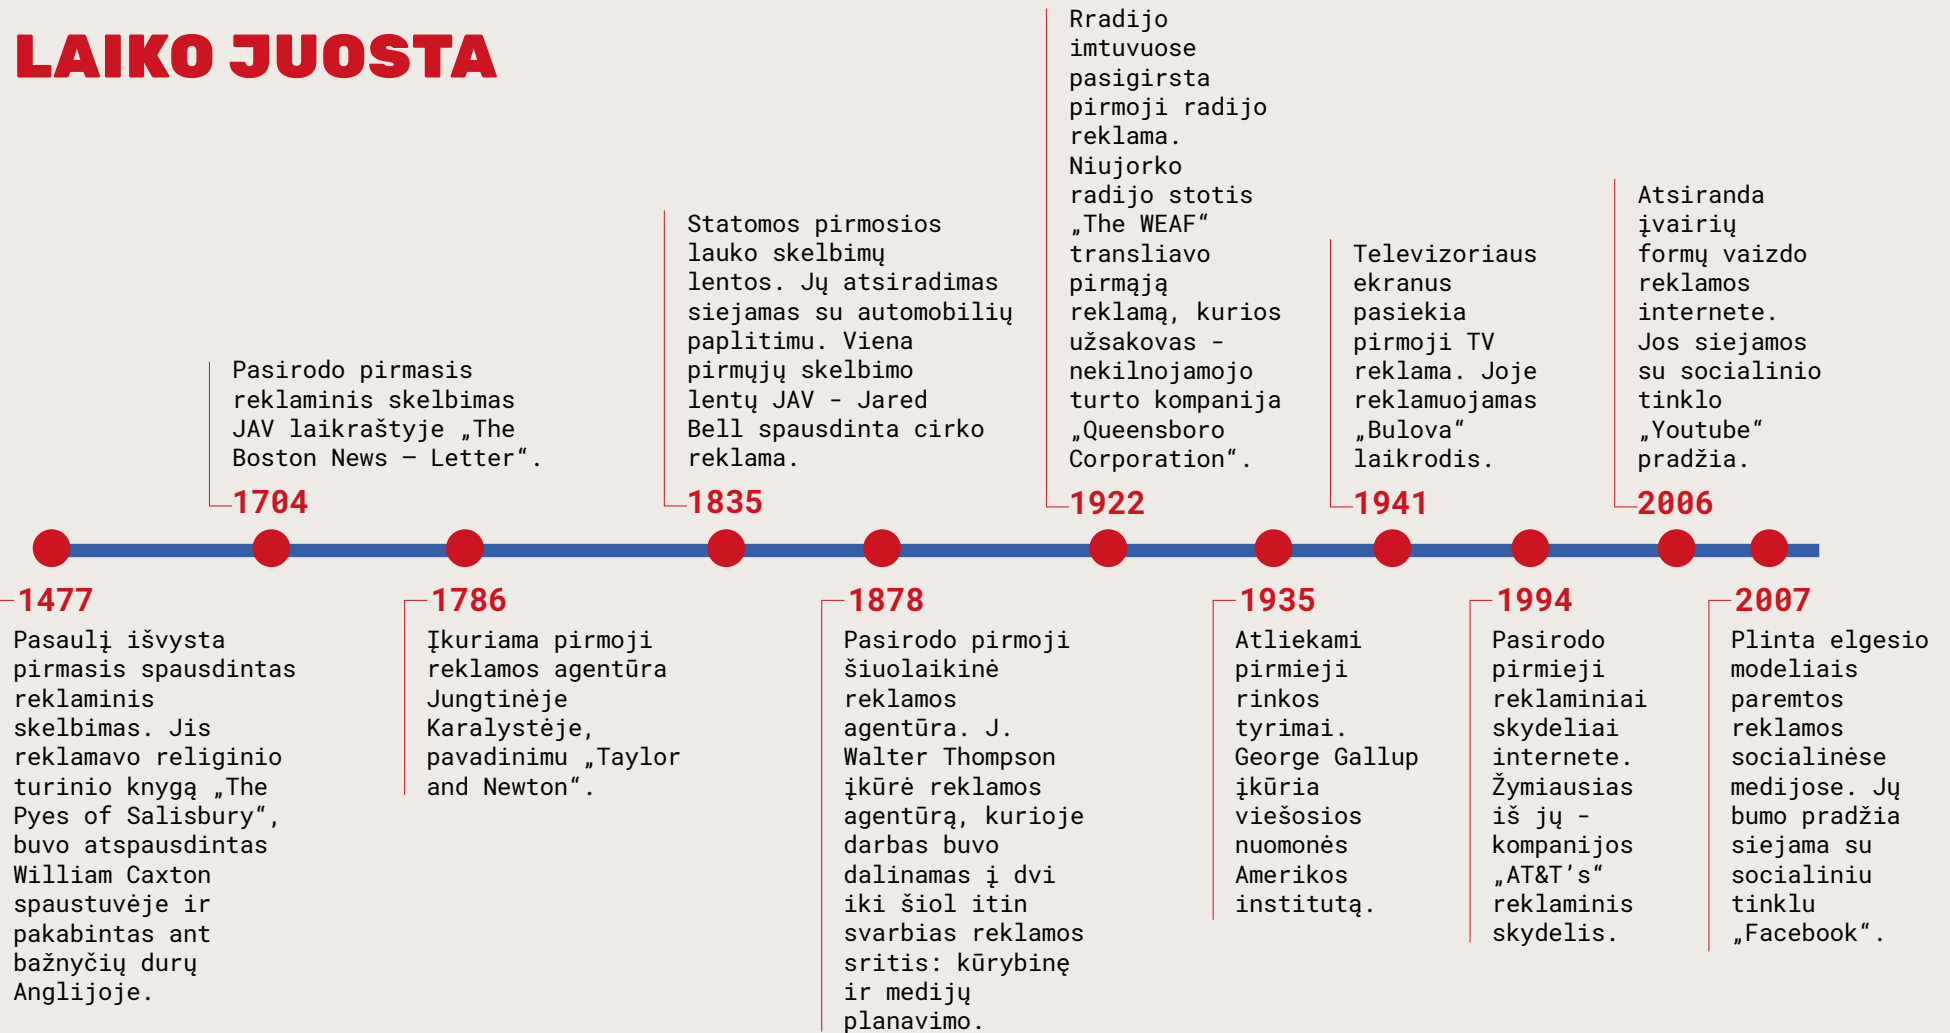 LAIKO JUOSTA
1477
Pasaulį išvysta
pirmasis spausdintas
reklaminis
skelbimas. Jis
reklamavo religinio
turinio knygą „The
Pyes of Salisbury“,
buvo atspausdintas
William Caxton
spaustuvėje ir
pakabintas ant
bažnyčių durų
Anglijoje.
Pasirodo pirmasis
reklaminis skelbimas
JAV laikraštyje „The
Boston News – Letter“.
1704
1786
Įkuriama pirmoji
reklamos agentūra
Jungtinėje
Karalystėje,
pavadinimu „Taylor
and Newton“.
Statomos pirmosios
lauko skelbimų
lentos. Jų atsiradimas
siejamas su automobilių
paplitimu. Viena
pirmųjų skelbimo
lentų JAV - Jared
Bell spausdinta cirko
reklama.
1835
1878
Pasirodo pirmoji
šiuolaikinė
reklamos
agentūra. J.
Walter Thompson
įkūrė reklamos
agentūrą, kurioje
darbas buvo
dalinamas į dvi
iki šiol itin
svarbias reklamos
sritis: kūrybinę
ir medijų
planavimo.
Rradijo
imtuvuose
pasigirsta
pirmoji radijo
reklama.
Niujorko
radijo stotis
„The WEAF“
transliavo
pirmąją
reklamą, kurios
užsakovas -
nekilnojamojo
turto kompanija
„Queensboro
Corporation“.
1922
1935
Atliekami
pirmieji
rinkos
tyrimai.
George Gallup
įkūria
viešosios
nuomonės
Amerikos
institutą.
Televizoriaus
ekranus
pasiekia
pirmoji TV
reklama. Joje
reklamuojamas
„Bulova“
laikrodis.
1941
1994
Pasirodo
pirmieji
reklaminiai
skydeliai
internete.
Žymiausias
iš jų -
kompanijos
„AT&T’s“
reklaminis
skydelis.
Atsiranda
įvairių
formų vaizdo
reklamos
internete.
Jos siejamos
su socialinio
tinklo
„Youtube“
pradžia.
2006
2007
Plinta elgesio
modeliais
paremtos
reklamos
socialinėse
medijose. Jų
bumo pradžia
siejama su
socialiniu
tinklu
„Facebook“.